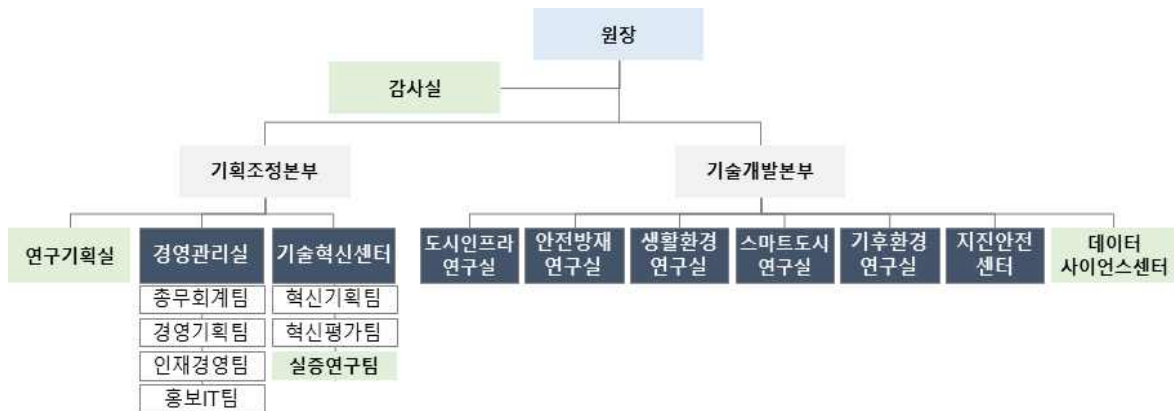 원장
감사실
기획조정본부
기술개발본부
연구기획실
경영관리실
기술혁신센터
도시인프라
연구실
안전방재
연구실
생활환경
연구실
스마트도시
연구실
기후환경
연구실
지진안전
센터
데이터
사이언스센터
총무회계팀
경영기획팀
인재경영팀
홍보IT팀
혁신기획팀
혁신평가팀
실증연구팀